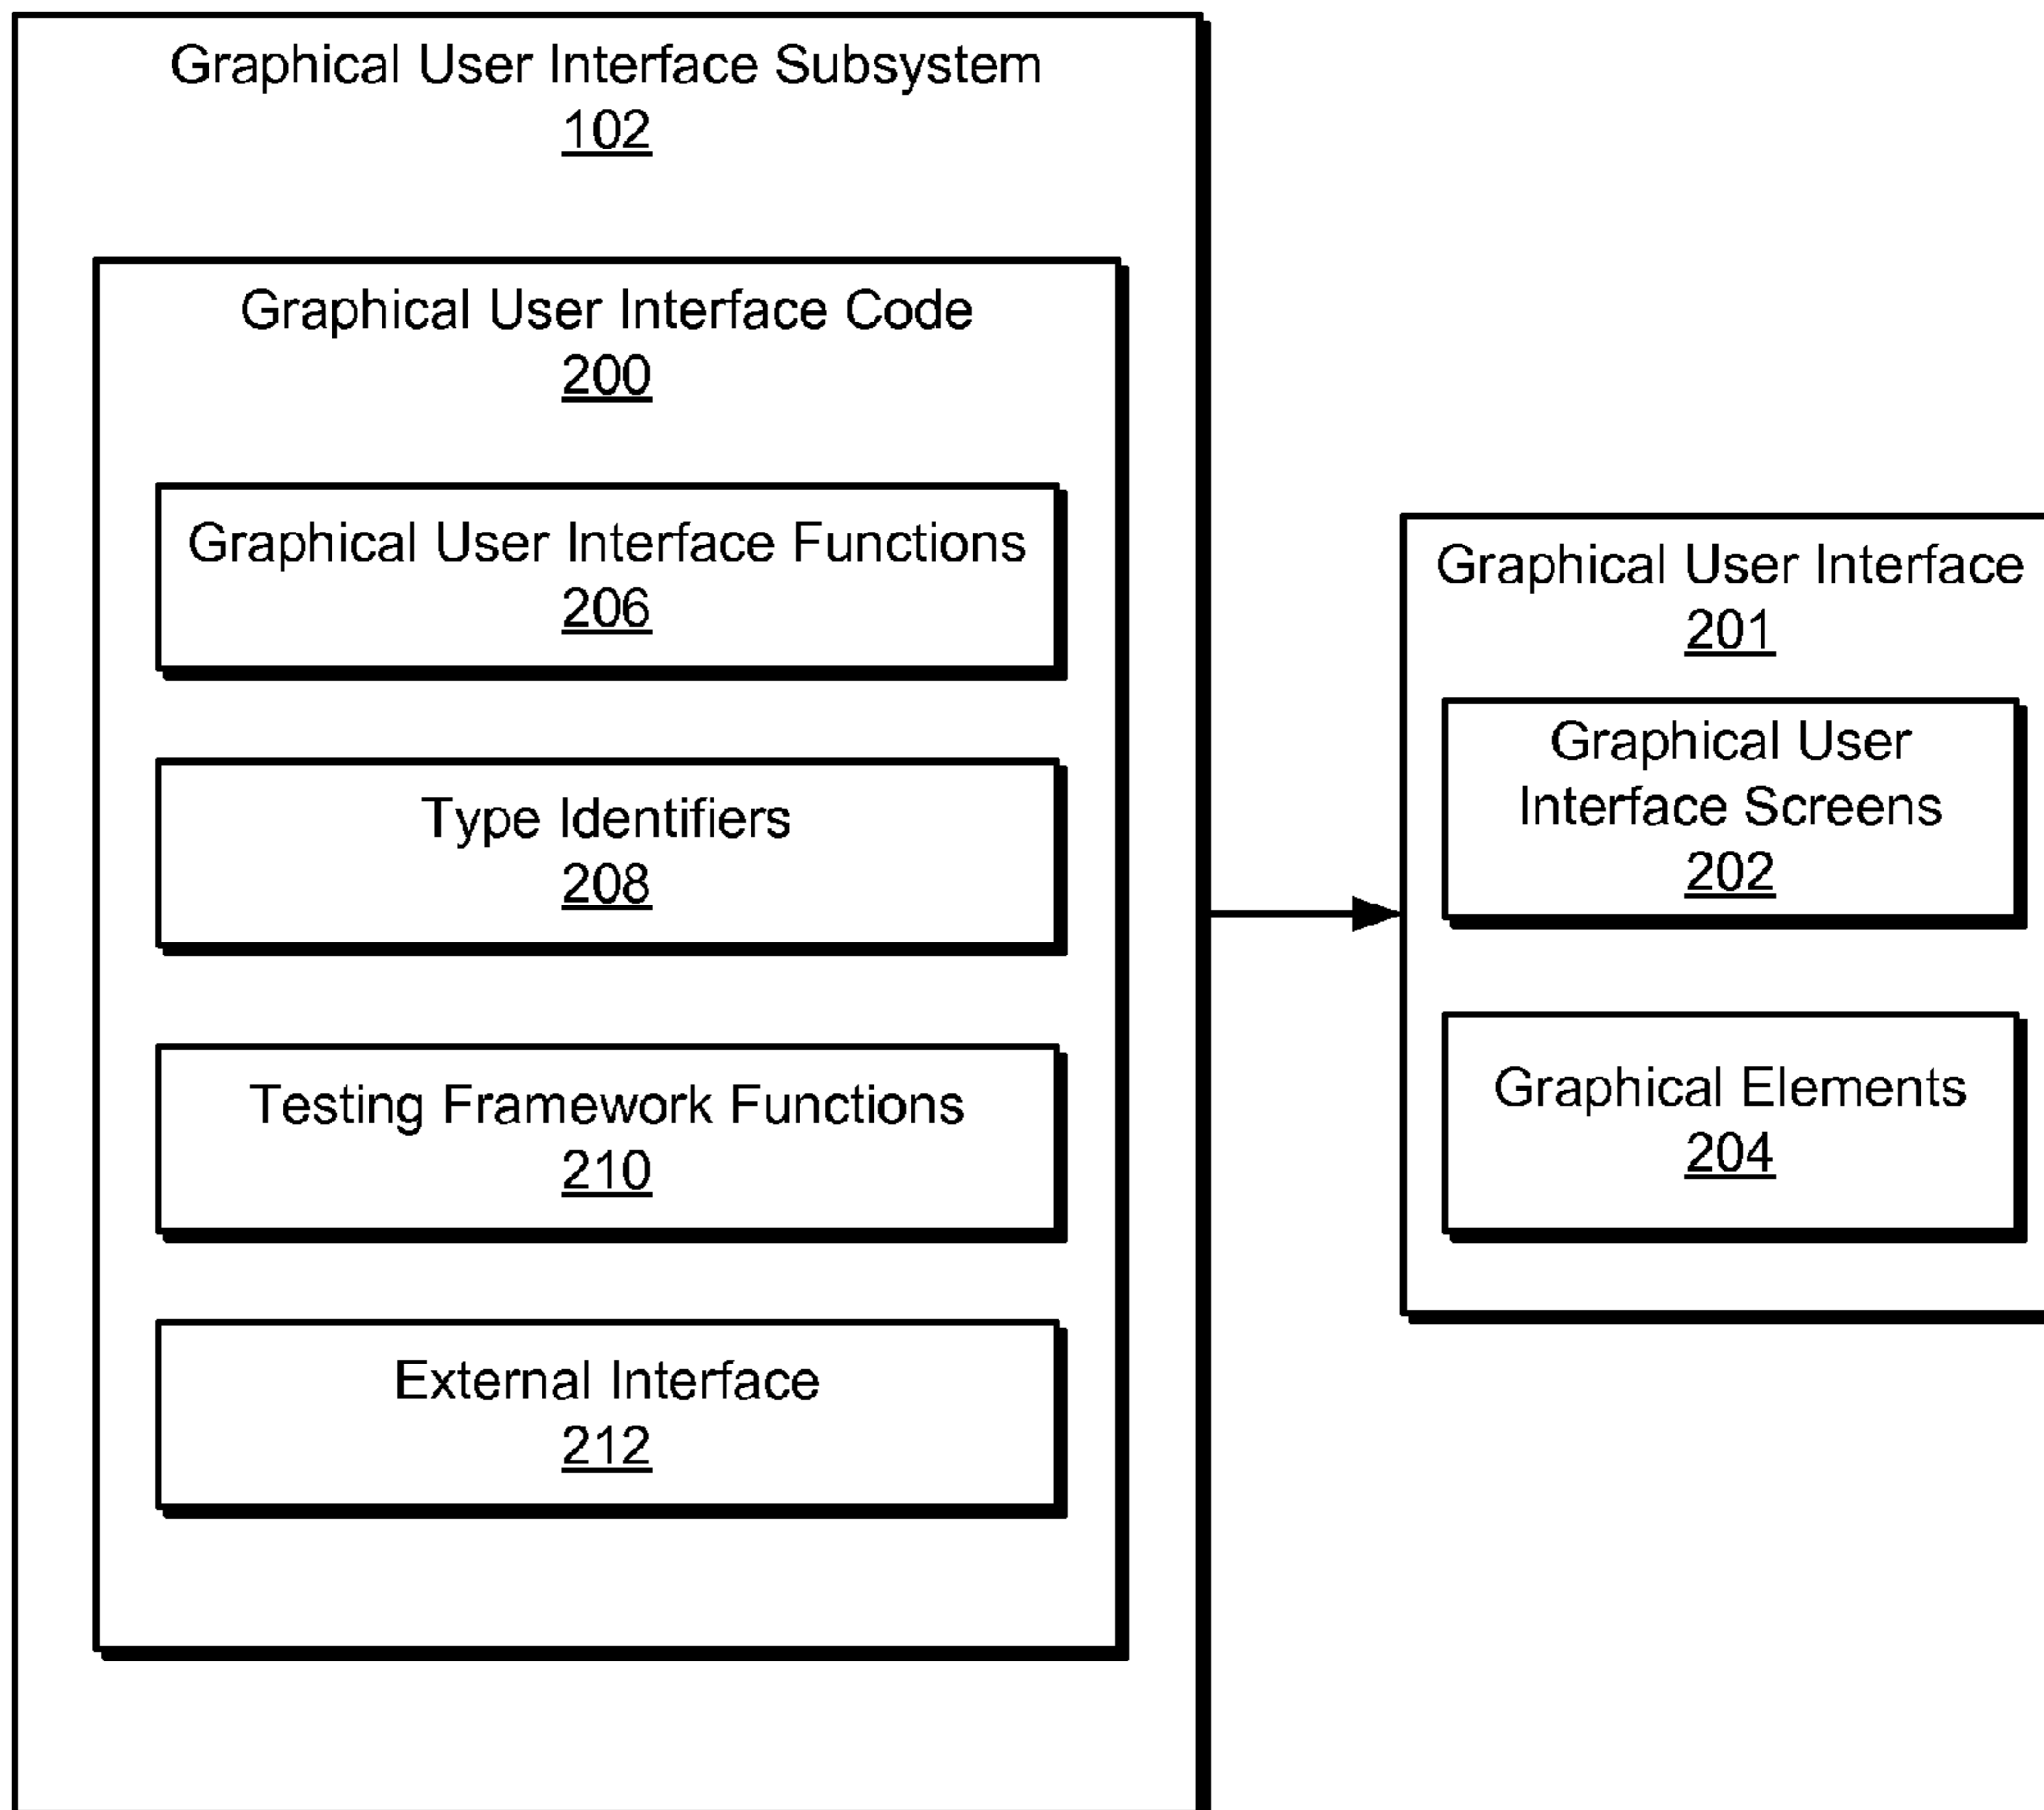 Graphical User Interface Subsystem
102
Graphical User Interface Code
200
Graphical User Interface Functions
206
Type Identifiers
208
Testing Framework Functions
210
External Interface
212
Graphical User Interface
201
Graphical User
Interface Screens
202
Graphical Elements
204